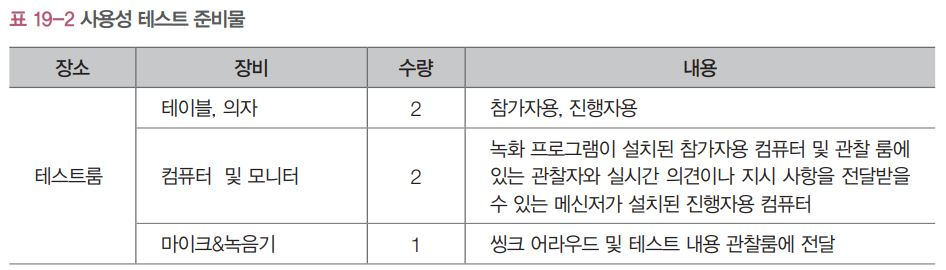 표 19-2 사용성 테스트 준비물
장소 장비 수량 내용
테이블, 의자 2 참가자용, 진행자용
테스트룸 컴퓨터 및 모니터 2 녹화 프로그램이 설치된 참가자용 컴퓨터 및 관찰 룸에
있는 관찰자와 실시간 의견이나 지시 사항을 전달받을
수 있는 메신저가 설치된 진행자용 컴퓨터
마이크&녹음기 1 씽크 어라우드 및 테스트 내용 관찰룸에 전달